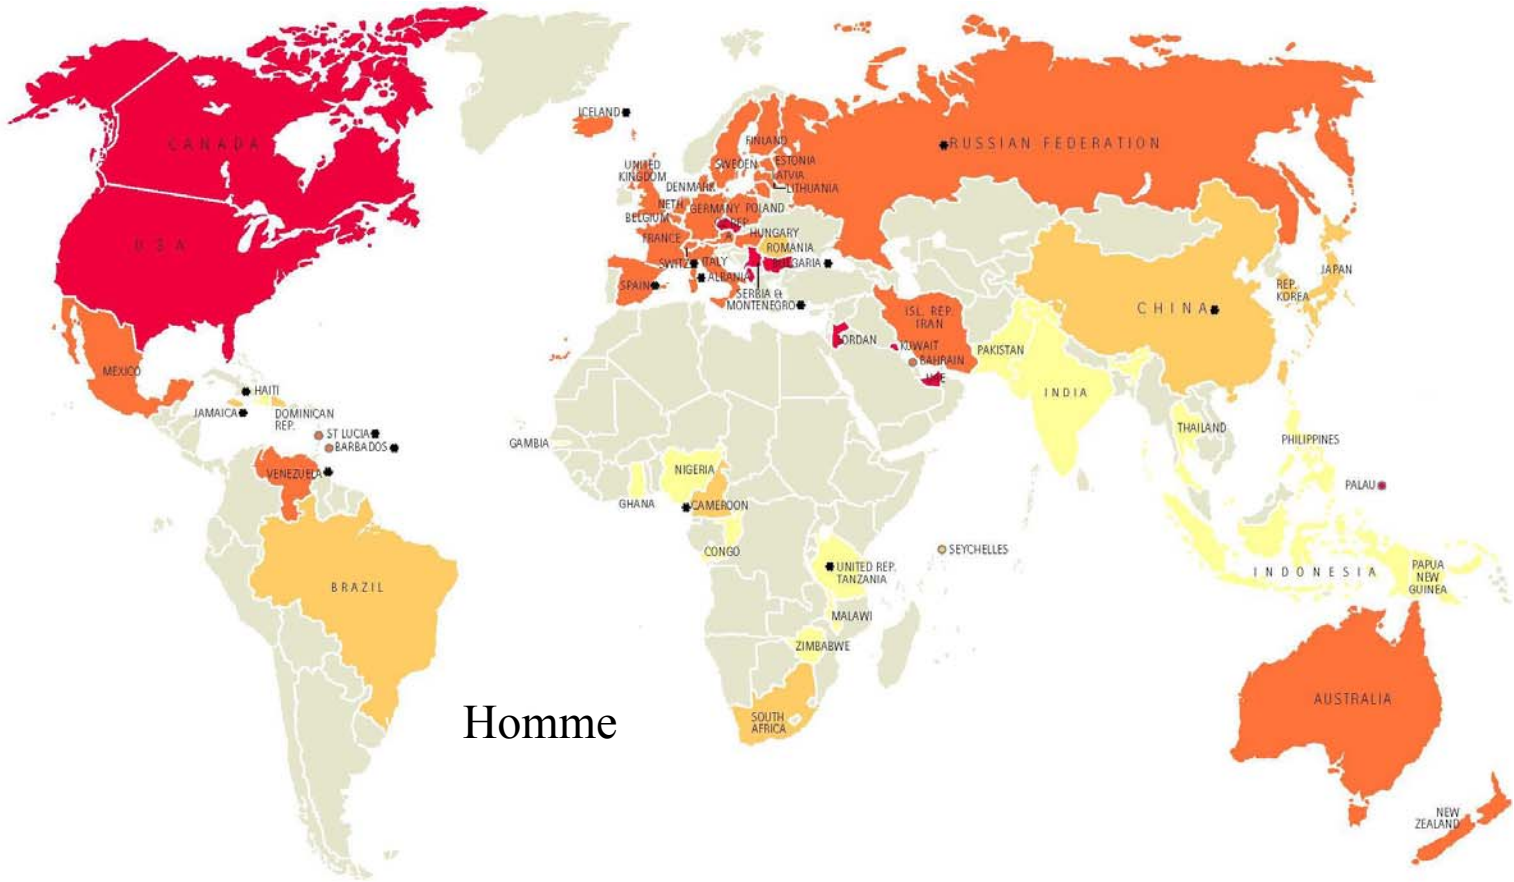 CANADA
USA
MEXICO
HAITI
JAMAICA
DOMINICAN
REP.
ST LUCIA
BARBADOS
VENEZUELA
BRAZIL
Homme
ICELAND
UNITED
KINGDOM
FINLAND
SWEDEN
ESTONIA
LATVIA
LITHUANIA
DENMARK
NETH
GERMANY
POLAND
BELGIUM
REP.
FRANCE
HUNGARY
ROMANIA
SWITZ
ITALY
BULGARIA
ALBANIA
SPAIN
SERBIA &
MONTENEGRO
RUSSIAN FEDERATION
ISL. REP.
IRAN
JORDAN
KUWAIT
BAHRAIN
UAE
PAKISTAN
INDIA
CHINA
REP.
KOREA
JAPAN
THAILAND
PHILIPPINES
PALAU
GAMBIA
GHANA
NIGERIA
CAMEROON
CONGO
SEYCHELLES
UNITED REP.
TANZANIA
MALAWI
ZIMBABWE
SOUTH
AFRICA
INDONESIA
PAPUA
NEW
GUINEA
AUSTRALIA
NEW
ZEALAND